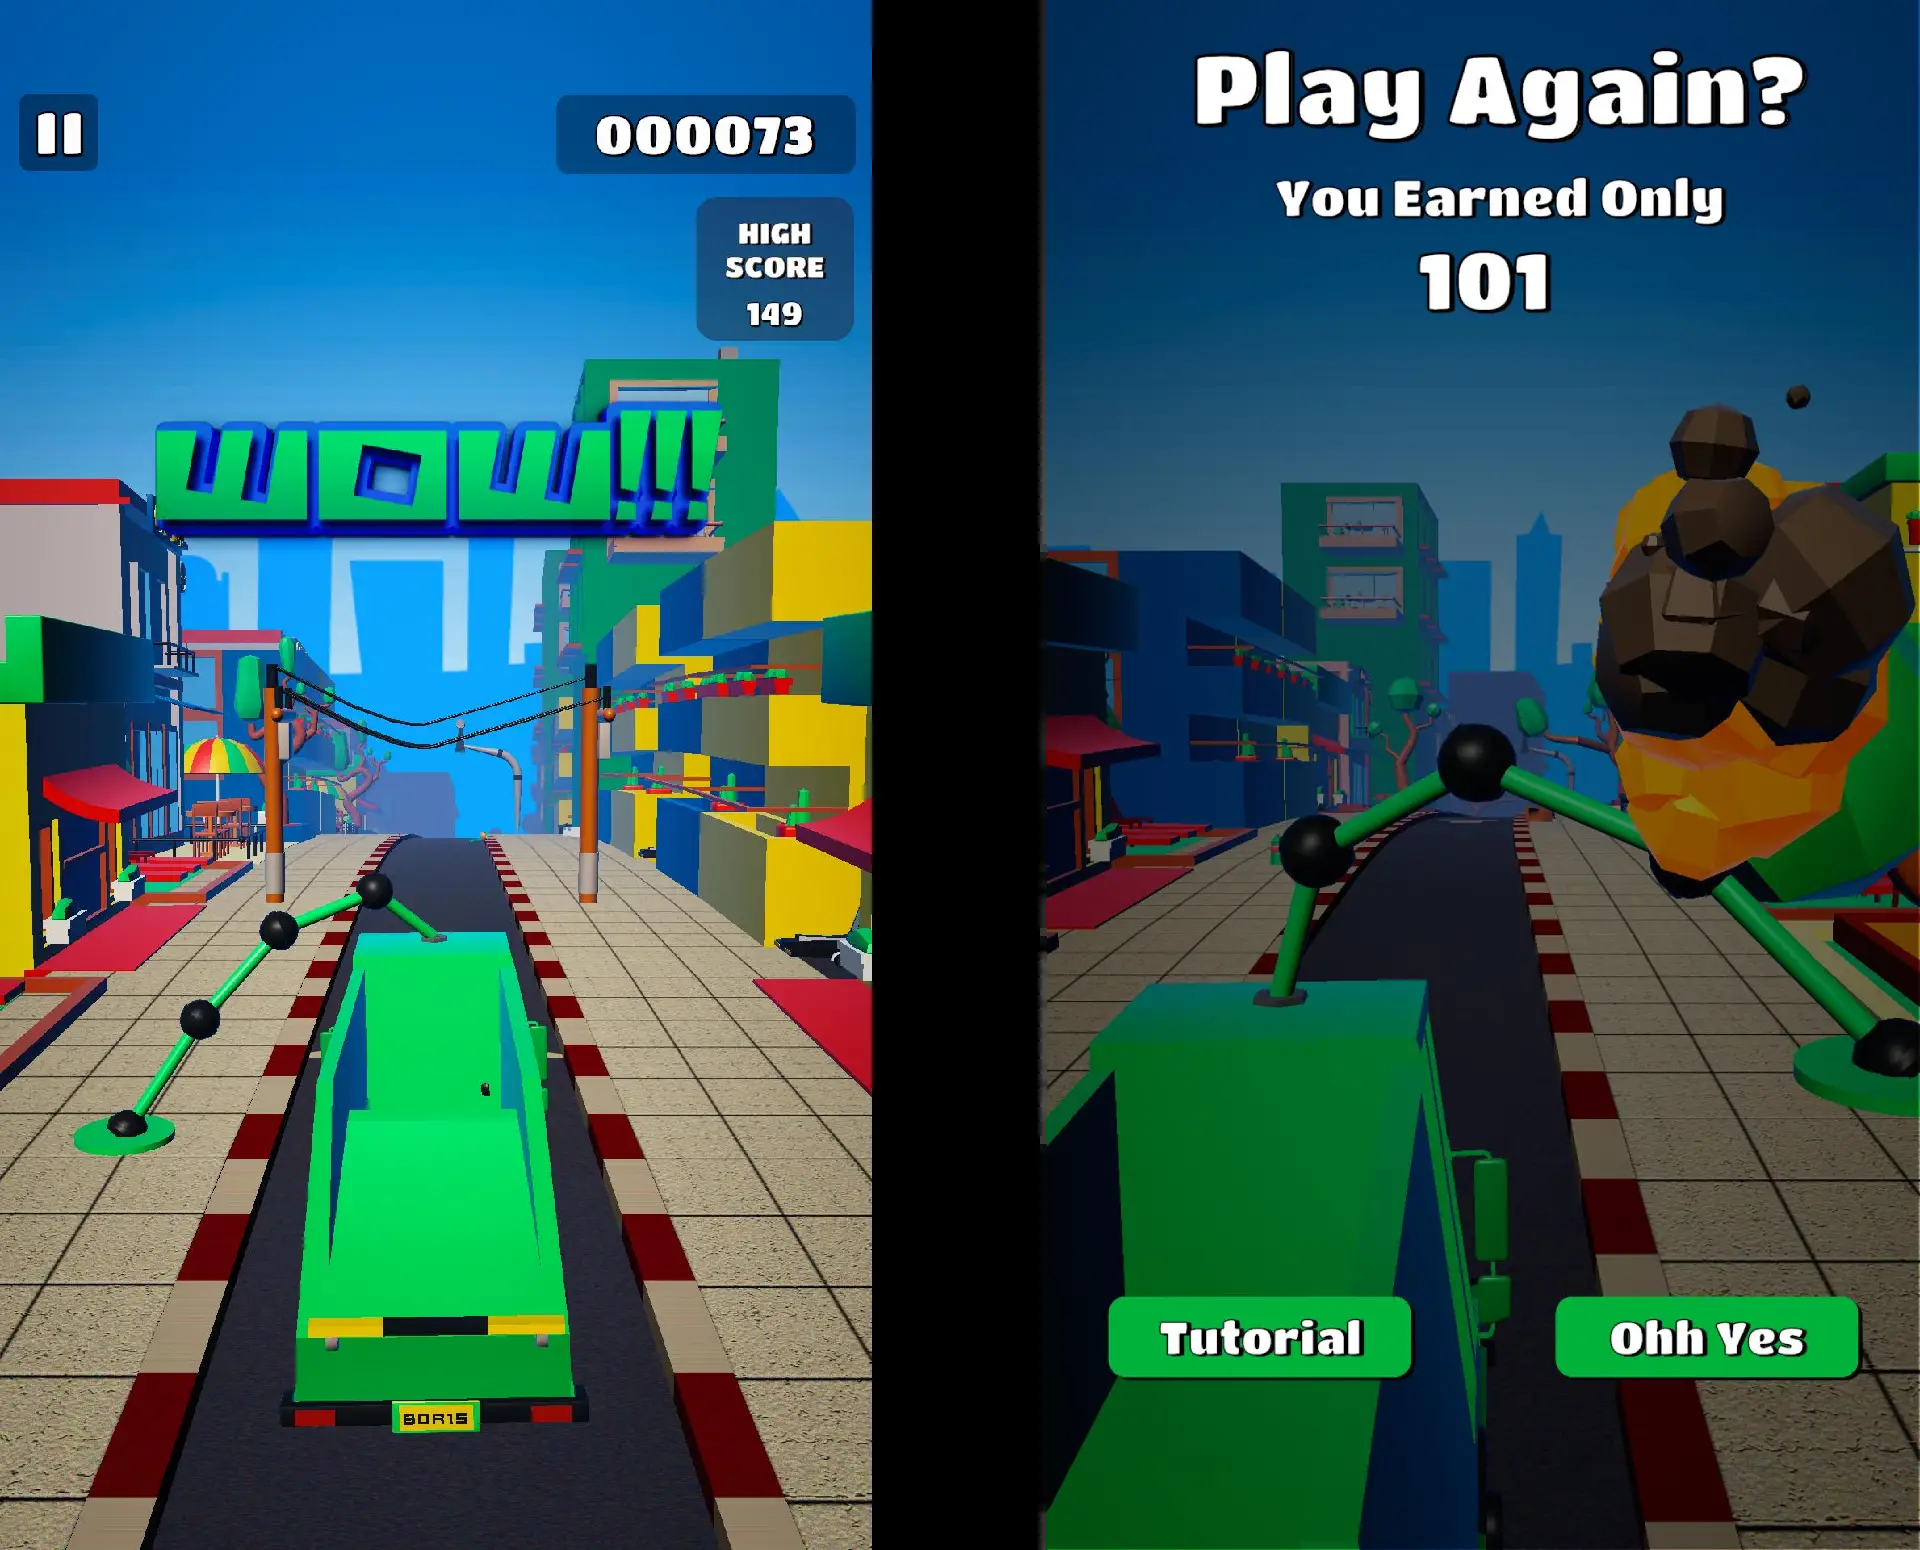 000073
HIGH
SCORE
149
WOW!!!
BOR15
Play Again?
You Earned Only
101
Tutorial
Ohh Yes